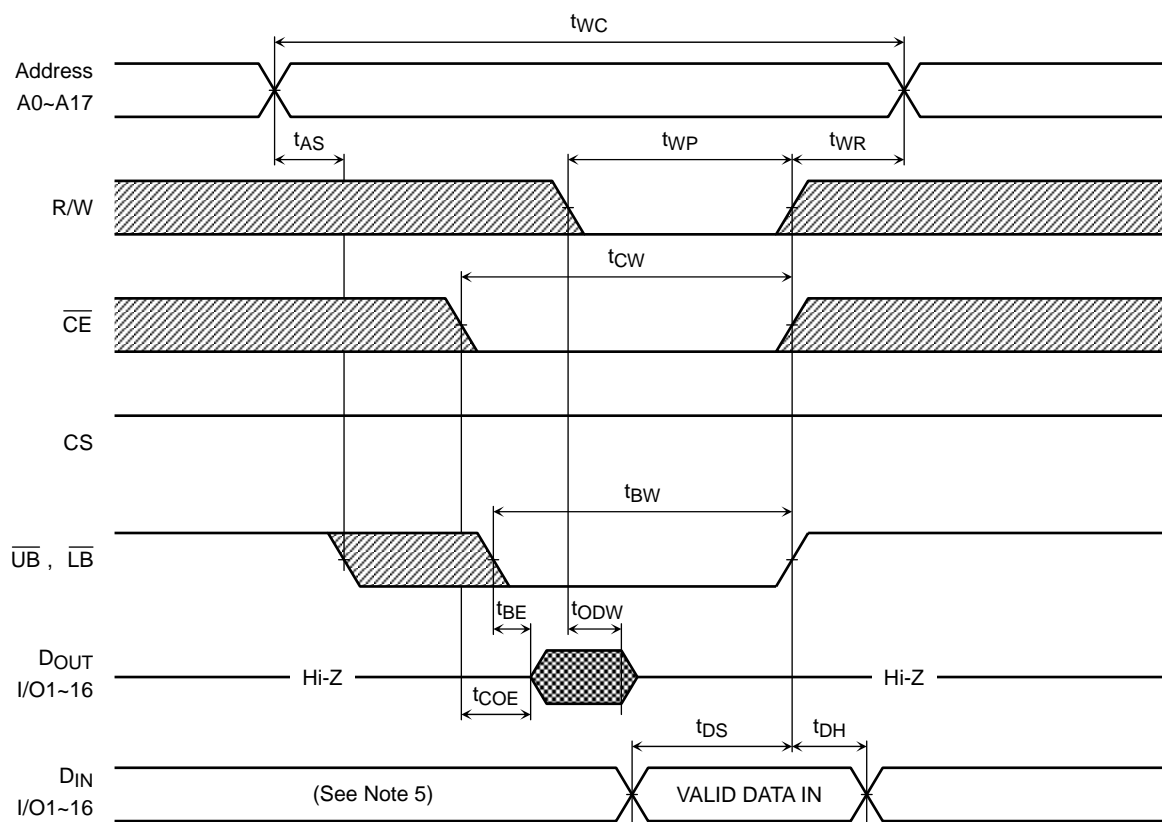 tWC
Address
A0~A17
tAS
tWP
tWR
R/W
tCW
CE
CS
tBW
UB , LB
tBE
tODW
DOUT
I/O1~16
Hi-Z
Hi-Z
tCOE
tDS
tDH
DIN
I/O1~16
(See Note 5)
VALID DATA IN